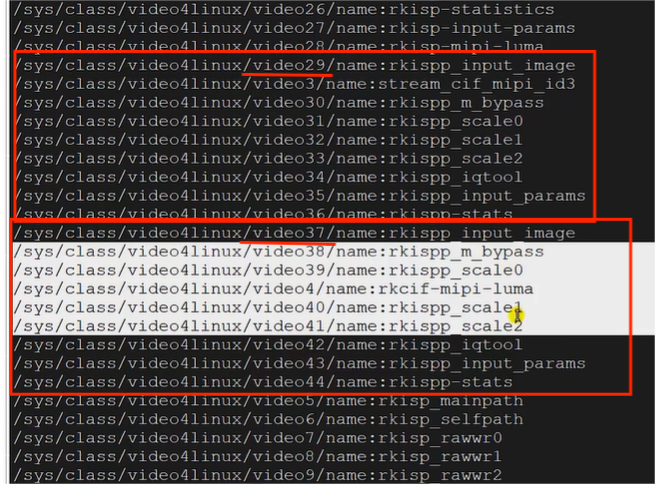 /sys/class/video4linux/video26/name:rkisp-statistics
/sys/class/video4linux/video27/name:rkisp-input-params
/sys/class/video4linux/video28/name:rkisp-mipi-luma
/sys/class/video4linux/video29/name:rkispp_input_image
/sys/class/video4linux/video3/name:stream_cif_mipi_id3
/sys/class/video4linux/video30/name:rkispp_m_bypass
/sys/class/video4linux/video31/name:rkispp_scale0
/sys/class/video4linux/video32/name:rkispp_scale1
/sys/class/video4linux/video33/name:rkispp_scale2
/sys/class/video4linux/video34/name:rkispp_iqtool
/sys/class/video4linux/video35/name:rkispp_input_params
/sys/class/video4linux/video36/name:rkispp-stats
/sys/class/video4linux/video37/name:rkispp_input_image
/sys/class/video4linux/video38/name:rkispp_m_bypass
/sys/class/video4linux/video39/name:rkispp_scale0
/sys/class/video4linux/video4/name:rkcif-mipi-luma
/sys/class/video4linux/video40/name:rkispp_scale1
/sys/class/video4linux/video41/name:rkispp_scale2
/sys/class/video4linux/video42/name:rkispp_iqtool
/sys/class/video4linux/video43/name:rkispp_input_params
/sys/class/video4linux/video44/name:rkispp-stats
/sys/class/video4linux/video5/name:rkisp_mainpath
/sys/class/video4linux/video6/name:rkisp_selfpath
/sys/class/video4linux/video7/name:rkisp_rawwr0
/sys/class/video4linux/video8/name:rkisp_rawwr1
/sys/class/video4linux/video9/name:rkisp_rawwr2